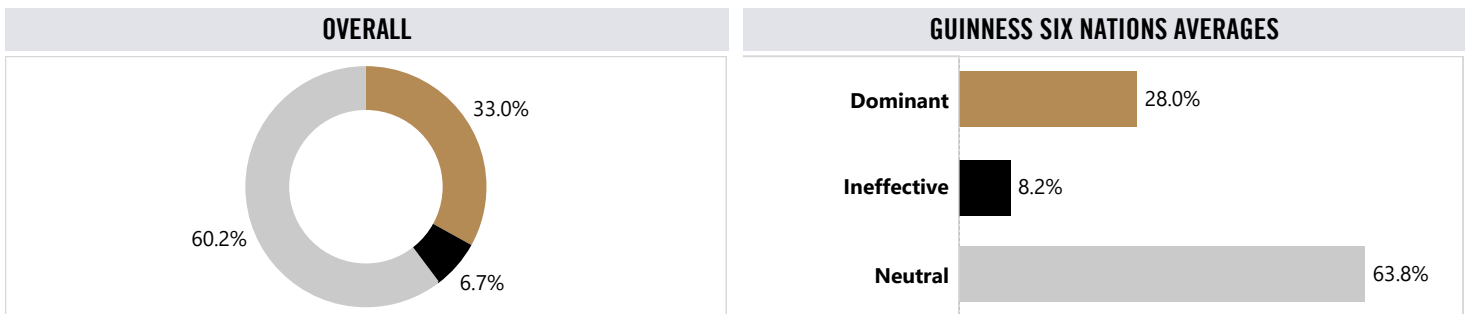 OVERALL
33.0%
60.2%
6.7%
GUINNESS SIX NATIONS AVERAGES
Dominant 28.0%
Ineffective 8.2%
Neutral 63.8%